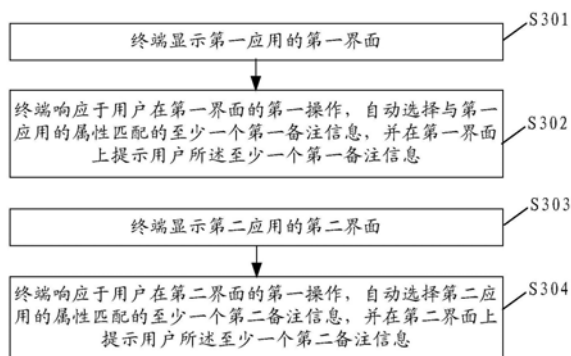 S301
终端显示第一应用的第一界面
终端响应于用户在第一界面的第一操作，自动选择与第一
应用的属性匹配的至少一个第一备注信息，并在第一界面
上提示用户所述至少一个第一备注信息
S302
S303
终端显示第二应用的第二界面
终端响应于用户在第二界面的第一操作，自动选择第二应
用的属性匹配的至少一个第二备注信息，并在第二界面上
提示用户所述至少一个第二备注信息
S304